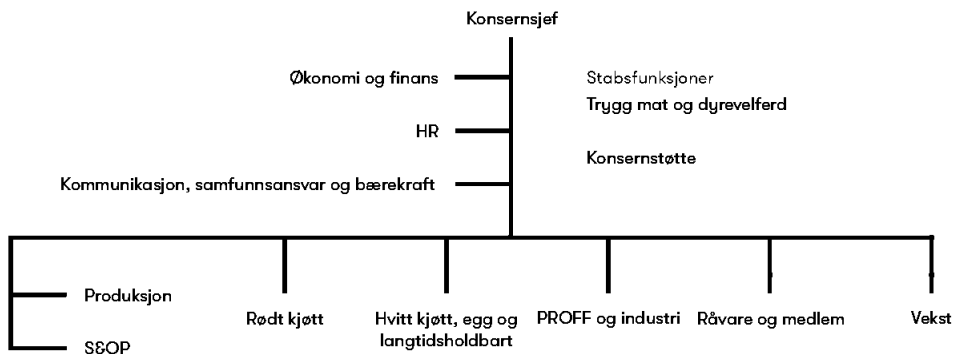 Konsernsjef
Økonomi og finans
Stabsfunksjoner
Trygg mat og dyrevelferd
HR
Konsernstøtte
Kommunikasjon, samfunnsansvar og bærekraft
Produksjon
S&OP
Rødt kjøtt
Hvitt kjøtt, egg og
langtidsholdbart
PROFF og industri
Råvare og medlem
Vekst